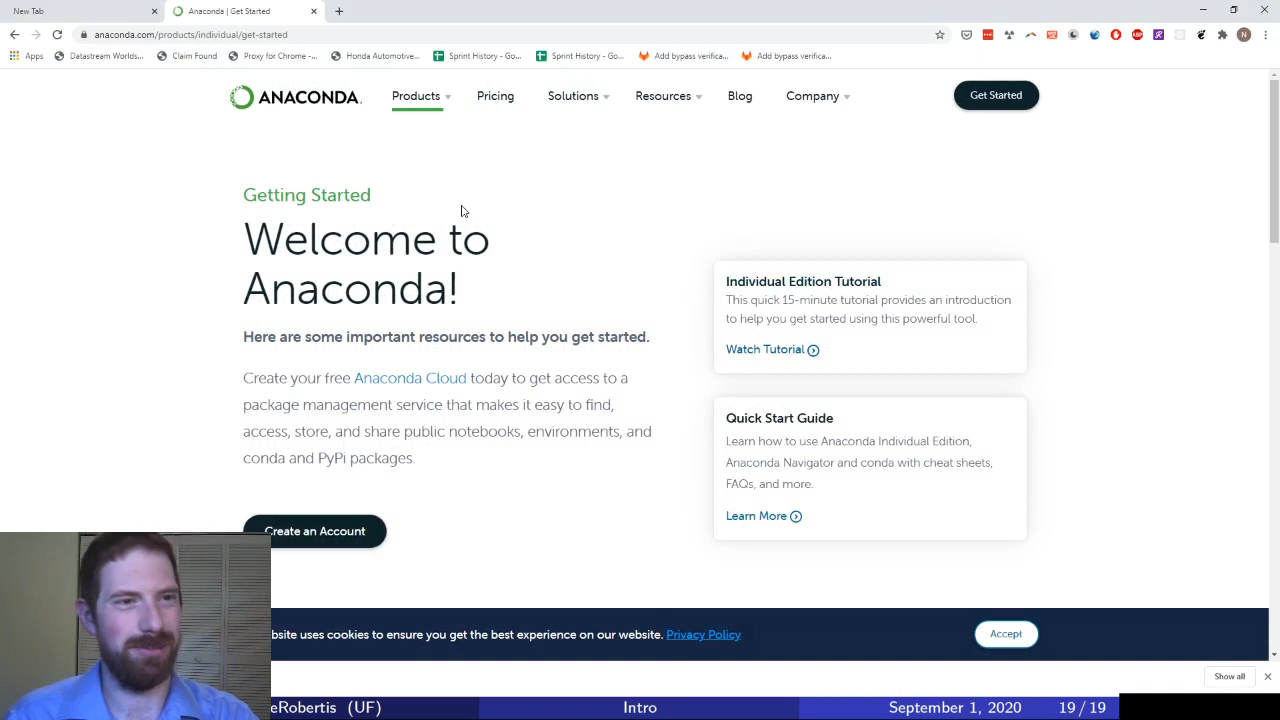 New Tab
Anaconda | Get Started
anaconda.com/products/individual/get-started
Apps
Datastream Worlds...
Claim Found
Proxy for Chrome -...
Honda Automotive...
Sprint History - Go...
Sprint History - Go...
Add bypass verifica...
Add bypass verifica...
ANACONDA.
Products
Pricing
Solutions
Resources
Blog
Company
Get Started
Getting Started
Welcome to
Anaconda!
Here are some important resources to help you get started.
Create your free Anaconda Cloud today to get access to a
package management service that makes it easy to find,
access, store, and share public notebooks, environments, and
conda and PyPi packages.
Create an Account
Individual Edition Tutorial
This quick 15-minute tutorial provides an introduction
to help you get started using this powerful tool.
Watch Tutorial
Quick Start Guide
Learn how to use Anaconda Individual Edition,
Anaconda Navigator and conda with cheat sheets,
FAQs, and more.
Learn More
bsite uses cookies to ensure you get the best experience on our website. Privacy Policy
Accept
Show all
eRobertis (UF)
Intro
September 1, 2020
19 / 19